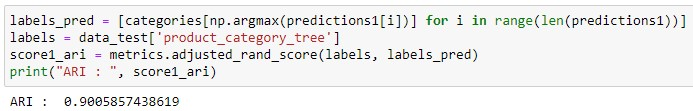 labels_pred = [categories[np.argmax(predictions1[i])] for i in range(len(predictions1))]
labels = data_test['product_category_tree']
score1_ari = metrics.adjusted_rand_score(labels, labels_pred)
print("ARI : ", score1_ari)
ARI :  0.9005857438619